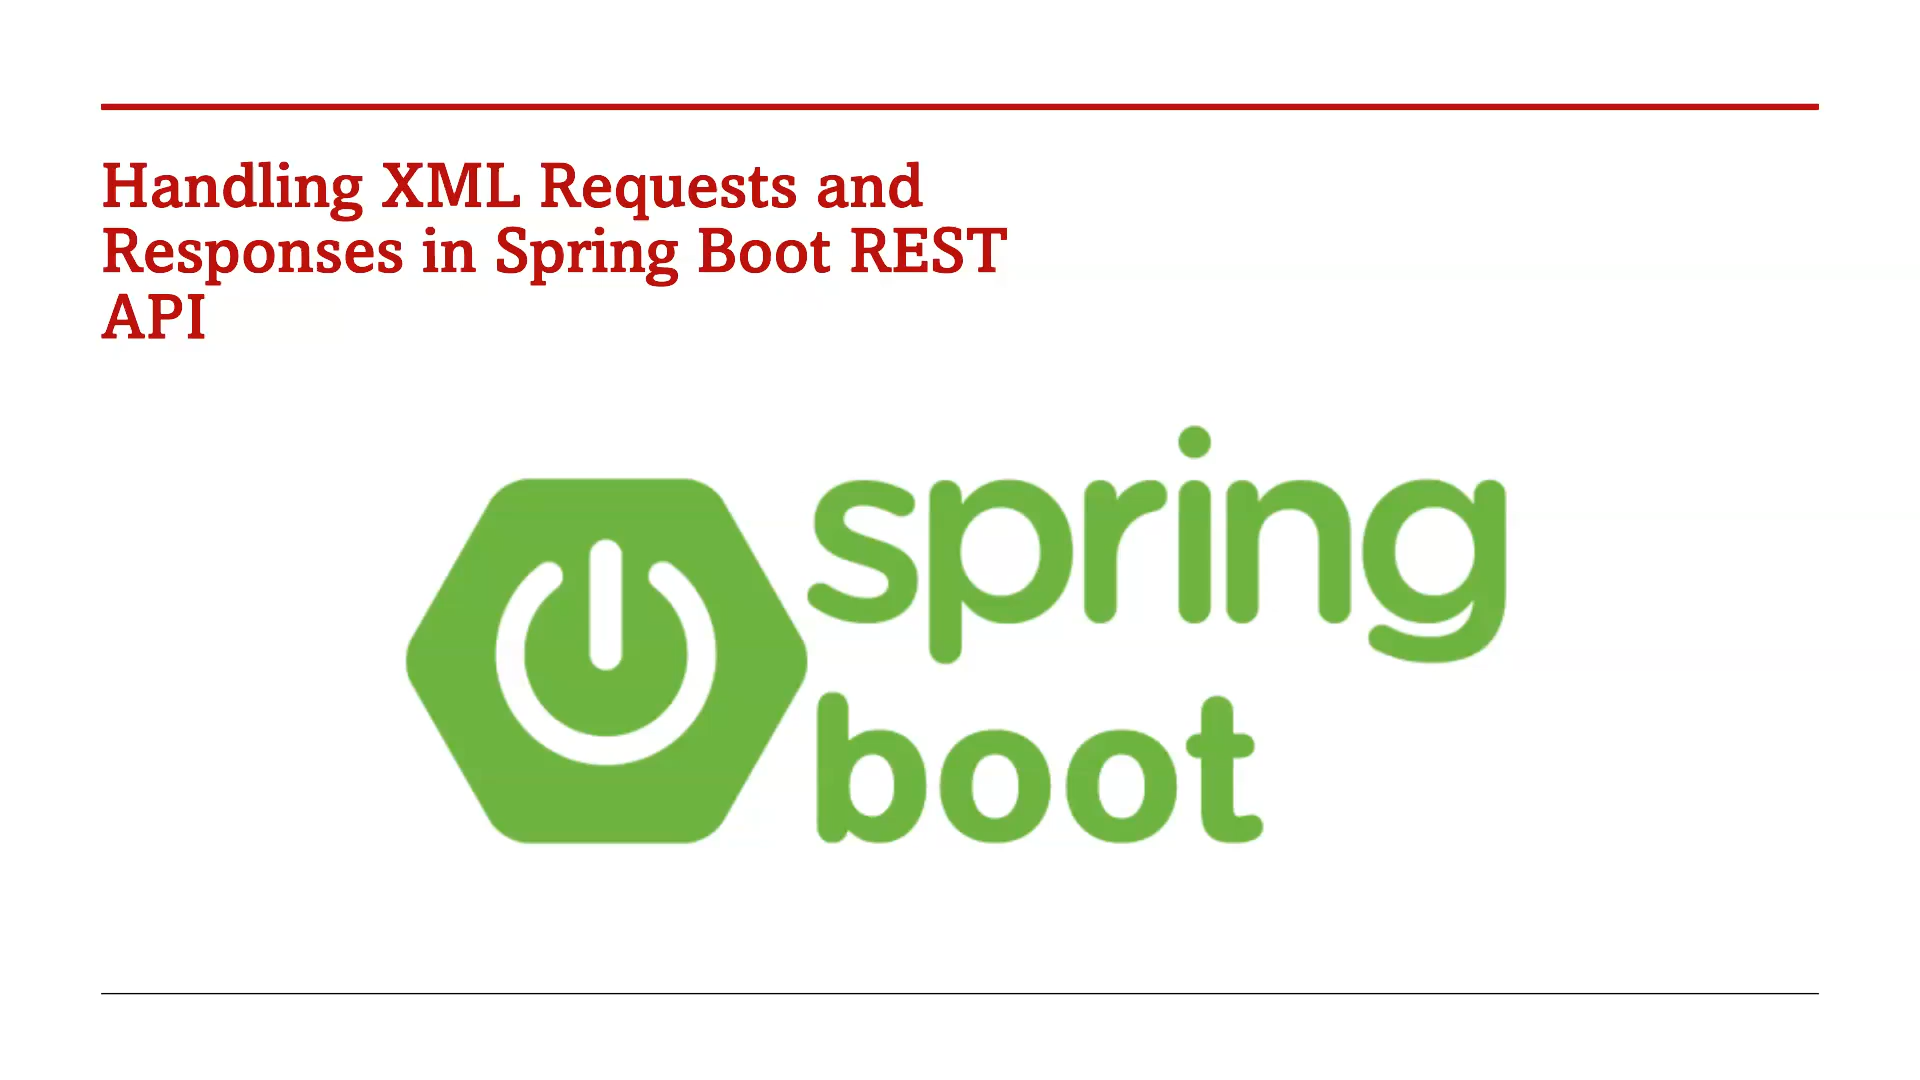 Handling XML Requests and
Responses in Spring Boot REST
API
spring
boot